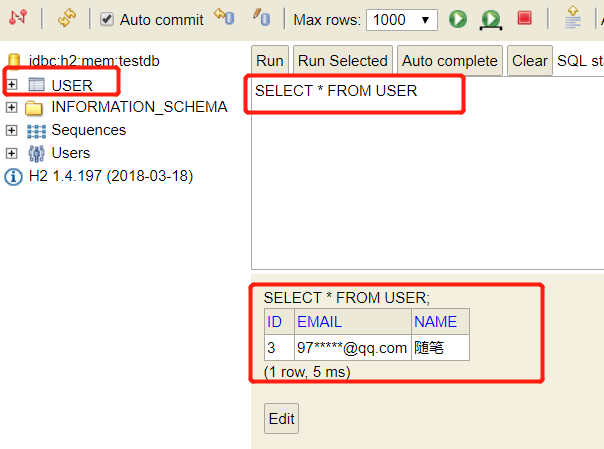 Auto commit Max rows: 1000
jdbc:h2:mem:testdb
USER
INFORMATION_SCHEMA
Sequences
Users
H2 1.4.197 (2018-03-18)
Run Run Selected Auto complete Clear SQL sta
SELECT * FROM USER
SELECT * FROM USER;
ID EMAIL NAME
3 97*****@qq.com 随笔
(1 row, 5 ms)
Edit